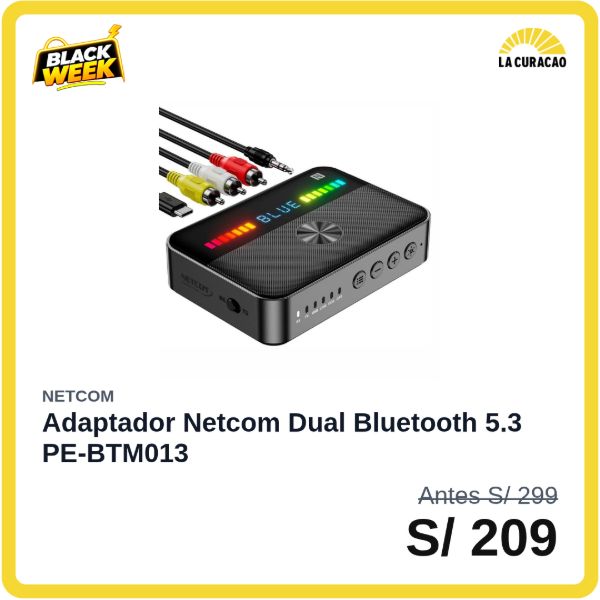 BLACK
WEEK
LA CURACAO
BLUE
NETCOM
Adaptador Netcom Dual Bluetooth 5.3
PE-BTM013
Antes S/ 299
S/ 209